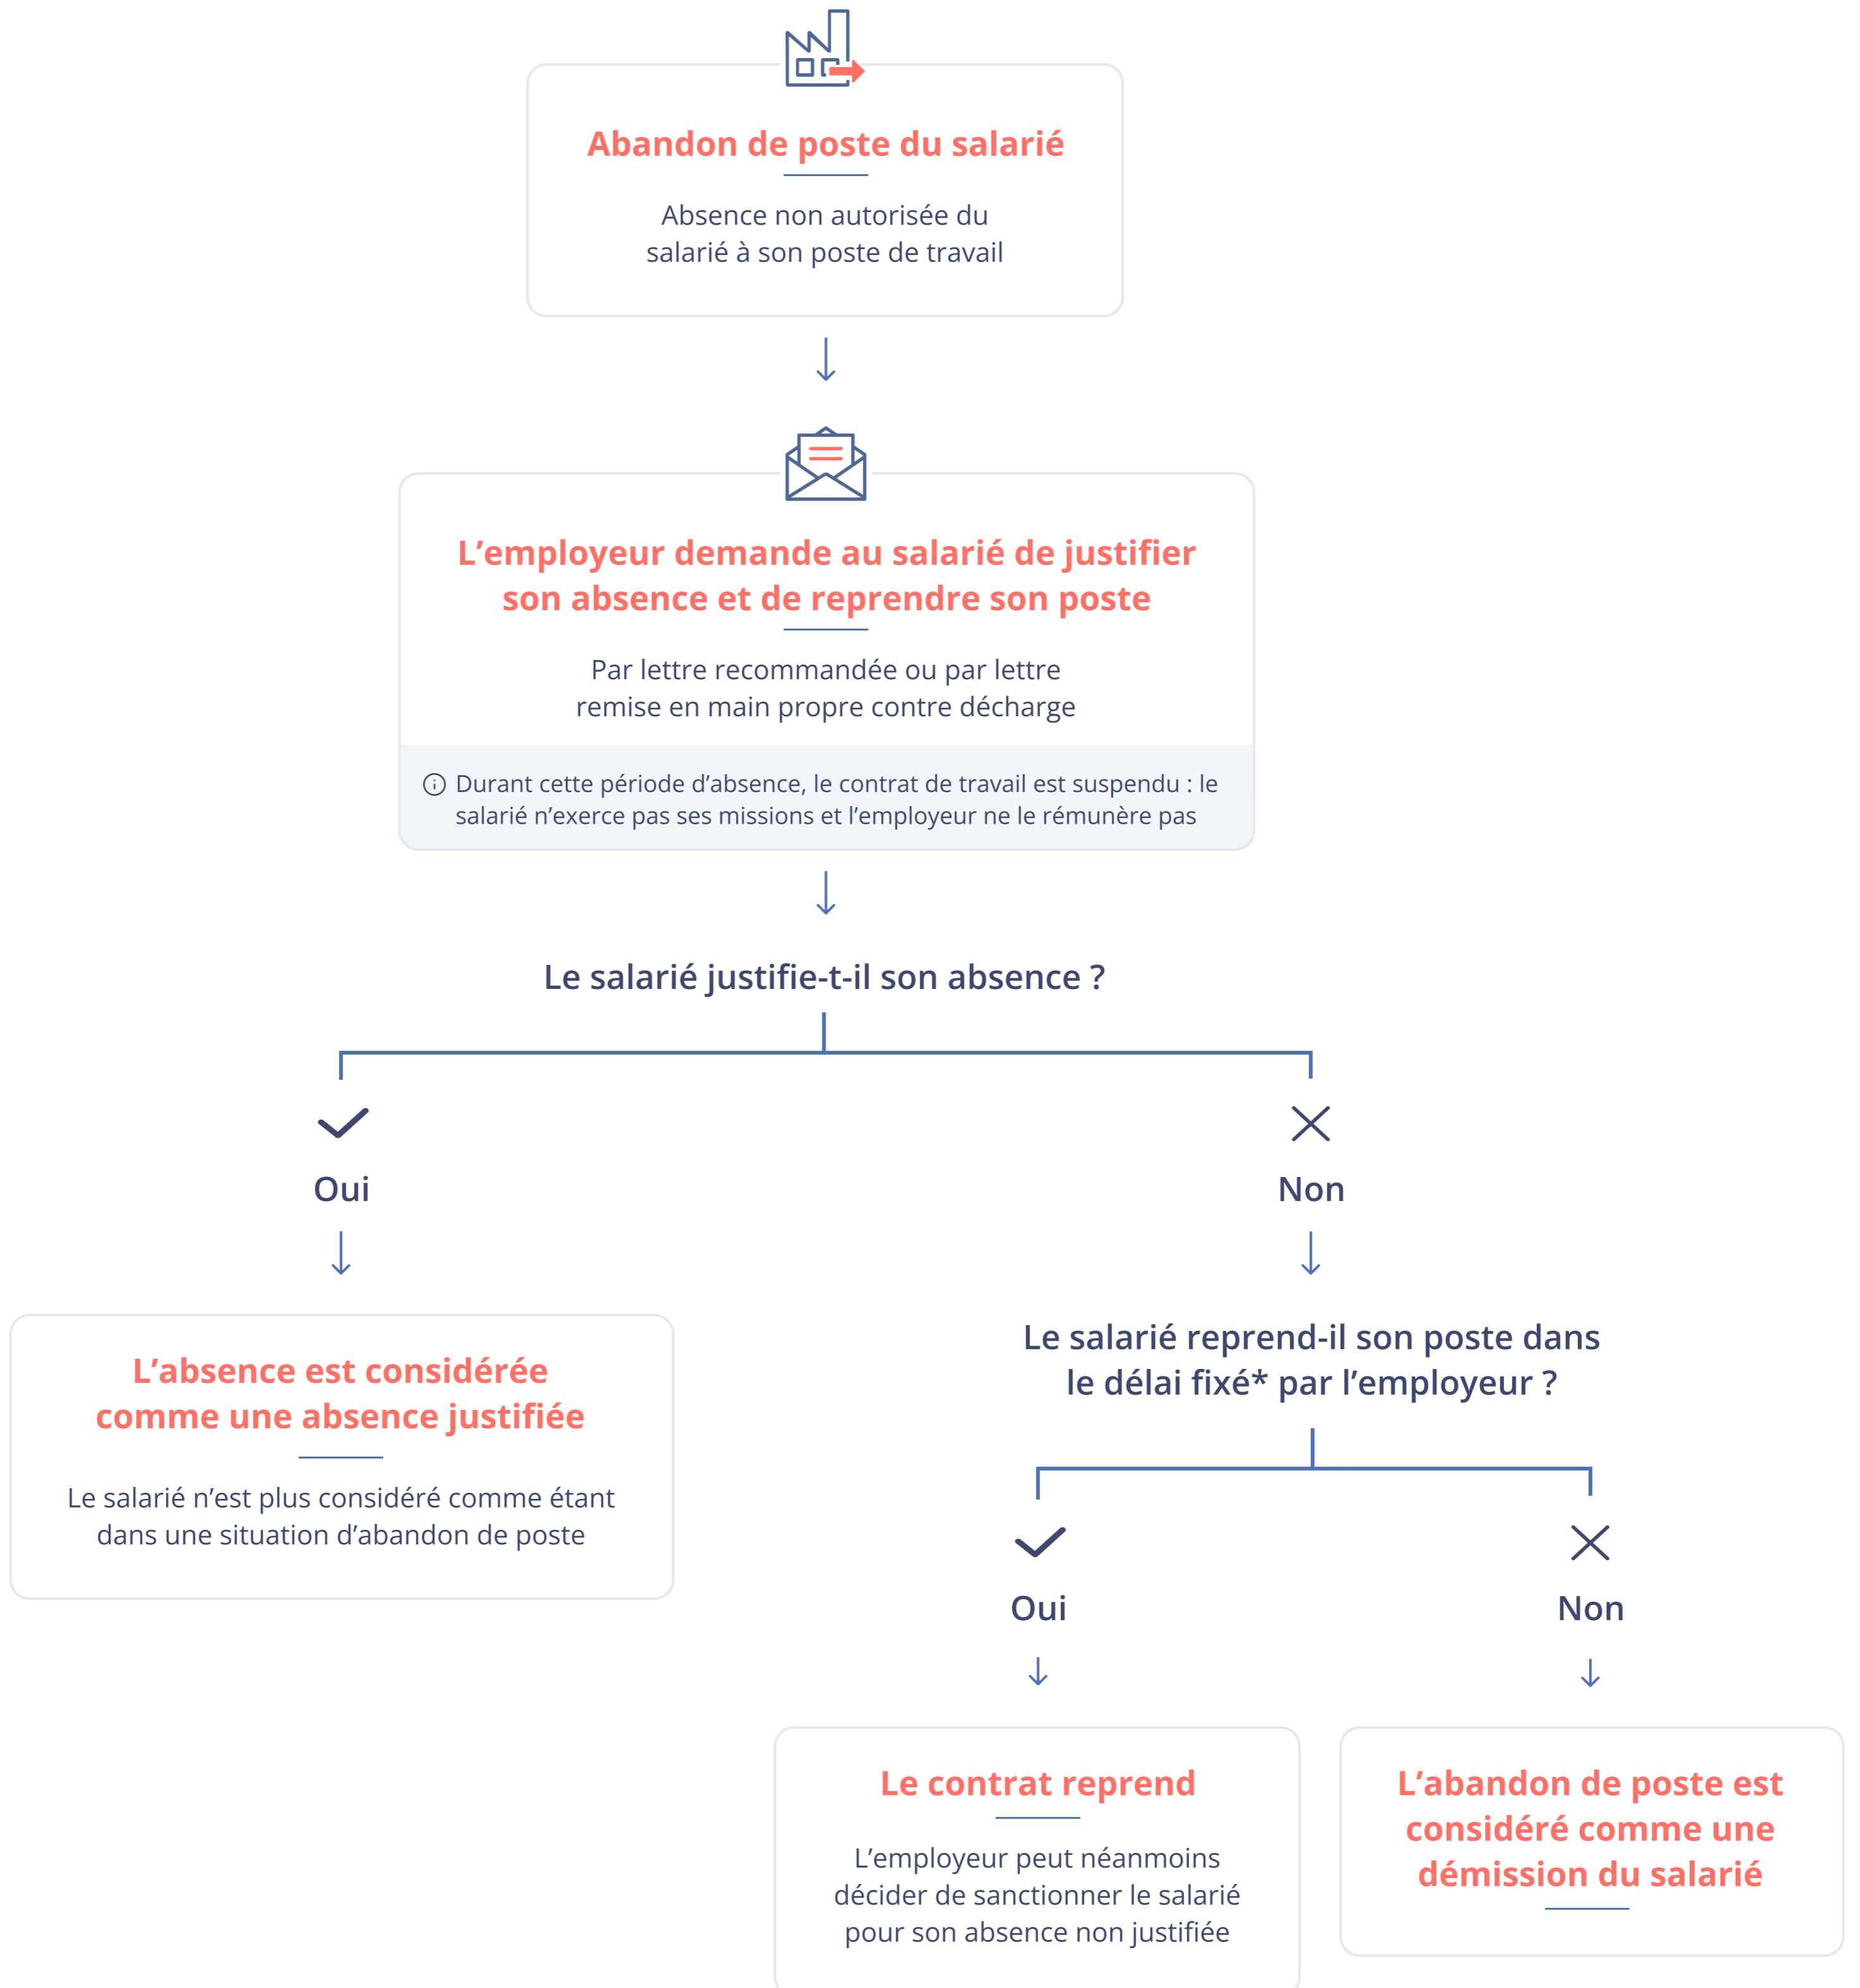 Abandon de poste du salarié
Absence non autorisée du
salarié à son poste de travail
L’employeur demande au salarié de justifier
son absence et de reprendre son poste
Par lettre recommandée ou par lettre
remise en main propre contre décharge
Durant cette période d’absence, le contrat de travail est suspendu : le
salarié n’exerce pas ses missions et l’employeur ne le rémunère pas
Le salarié justifie-t-il son absence ?
Oui
Non
L’absence est considérée
comme une absence justifiée
Le salarié n’est plus considéré comme étant
dans une situation d’abandon de poste
Le salarié reprend-il son poste dans
le délai fixé* par l’employeur ?
Oui
Non
Le contrat reprend
L’employeur peut néanmoins
décider de sanctionner le salarié
pour son absence non justifiée
L’abandon de poste est
considéré comme une
démission du salarié